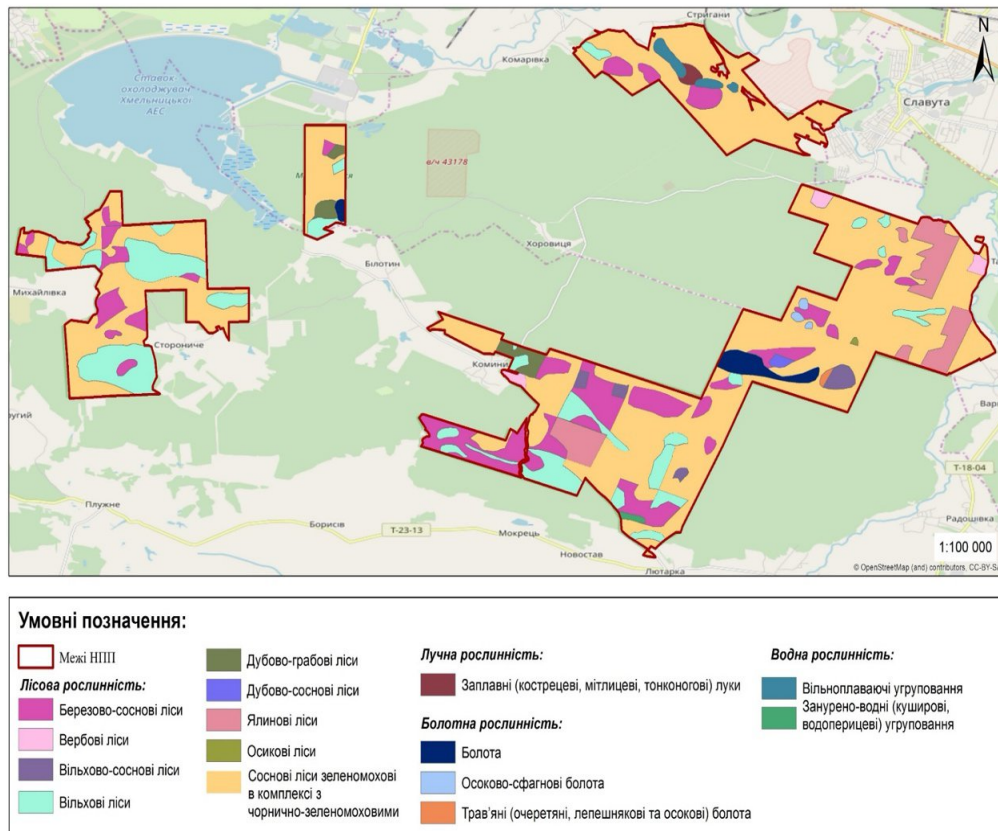 Стригани
N
Комарівка
Ставок
охолоджувач
Хмельницької
АЕС
Славута
в/ч 43178
Хоровиця
Білотин
Михайлівка
Сторониче
Комини
Т-18-04
Радошівка
Плужне
Борисів
Т-23-13
Мокрець
Новостав
Лютарка
1:100 000
© OpenStreetMap (and) contributors, CC-BY-SA
Умовні позначення:
Межі НПП
Лісова рослинність:
Березово-соснові ліси
Вербові ліси
Вільхово-соснові ліси
Вільхові ліси
Дубово-грабові ліси
Дубово-соснові ліси
Ялинові ліси
Осикові ліси
Соснові ліси зеленомохові
в комплексі з
чорнично-зеленомоховими
Лучна рослинність:
Заплавні (кострецеві, мітлицеві, тонконогові) луки
Болотна рослинність:
Болота
Осоково-сфагнові болота
Трав'яні (очеретяні, лепешнякові та осокові) болота
Водна рослинність:
Вільноплаваючі угруповання
Занурено-водні (куширові,
водоперицеві) угруповання